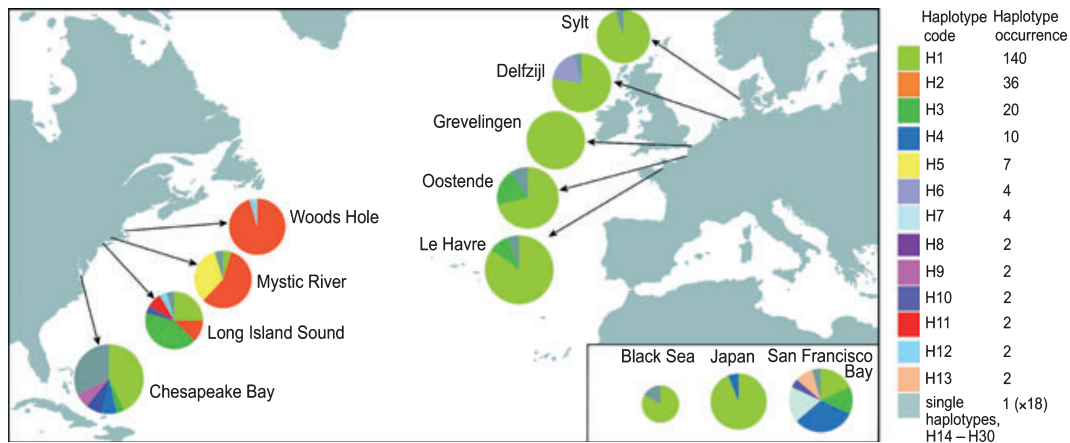 Sylt
Delfzijl
Grevelingen
Oostende
Le Havre
Woods Hole
Mystic River
Long Island Sound
Chesapeake Bay
Black Sea
Japan
San Francisco
Bay
Haplotype Haplotype
code occurrence
H1 140
H2 36
H3 20
H4 10
H5 7
H6 4
H7 4
H8 2
H9 2
H10 2
H11 2
H12 2
H13 2
single 1 (×18)
haplotypes,
H14 – H30